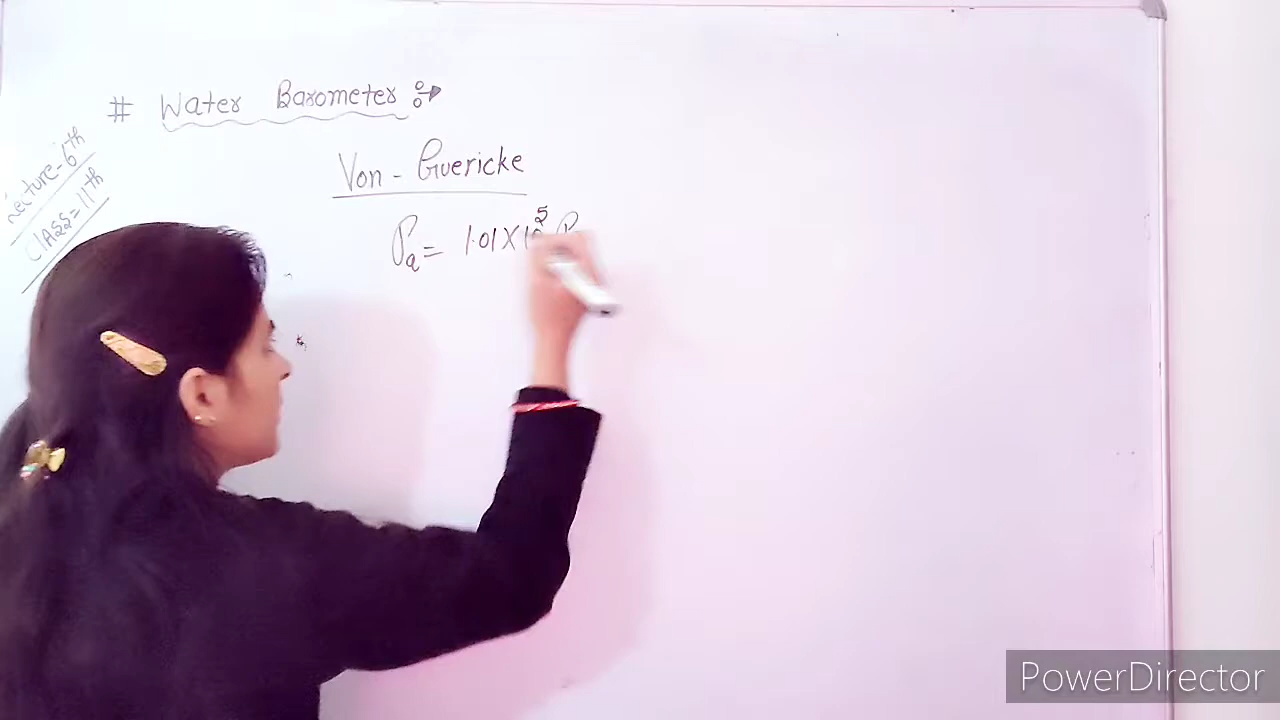 # Water Barometer :→
Lecture-6th
Class=11th
Von-Guericke
Pa = 1.01×10⁵ P
PowerDirector